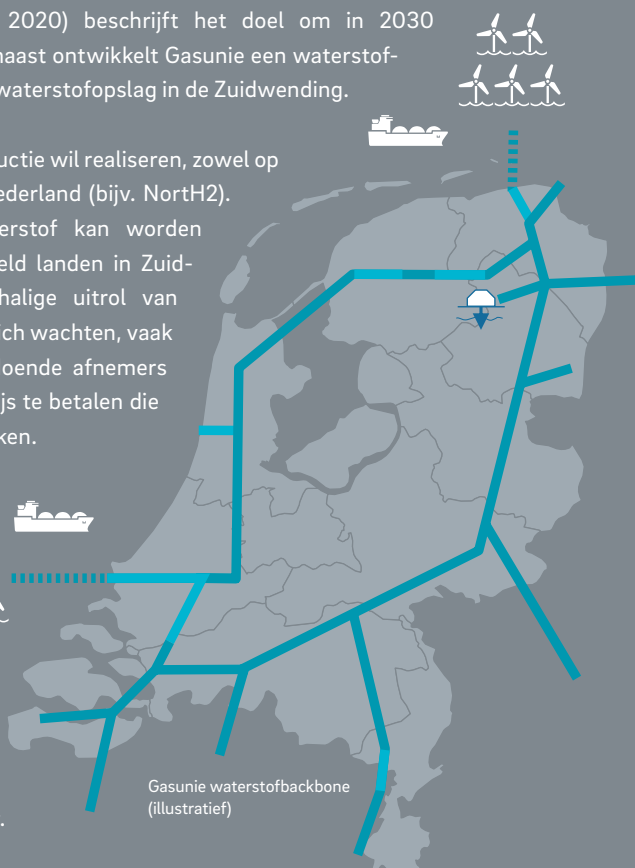 2020) beschrijft het doel om in 2030
naast ontwikkelt Gasunie een waterstof-
waterstofopslag in de Zuidwending.
uctie wil realiseren, zowel op
ederland (bijv. NortH2).
erstof kan worden
eld landen in Zuid-
halige uitrol van
ich wachten, vaak
oende afnemers
ijs te betalen die
ken.
Gasunie waterstofbackbone
(illustratief)
.